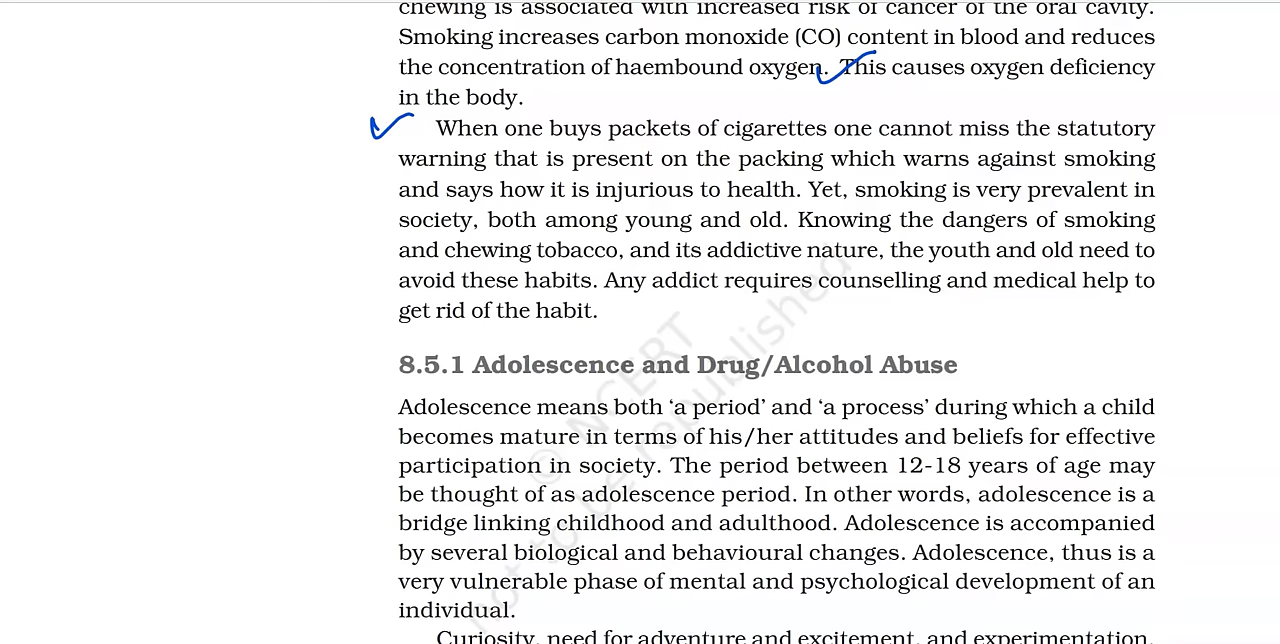 chewing is associated with increased risk of cancer of the oral cavity.
Smoking increases carbon monoxide (CO) content in blood and reduces
the concentration of haembound oxygen. This causes oxygen deficiency
in the body.
When one buys packets of cigarettes one cannot miss the statutory
warning that is present on the packing which warns against smoking
and says how it is injurious to health. Yet, smoking is very prevalent in
society, both among young and old. Knowing the dangers of smoking
and chewing tobacco, and its addictive nature, the youth and old need to
avoid these habits. Any addict requires counselling and medical help to
get rid of the habit.
8.5.1 Adolescence and Drug/Alcohol Abuse
Adolescence means both ‘a period’ and ‘a process’ during which a child
becomes mature in terms of his/her attitudes and beliefs for effective
participation in society. The period between 12-18 years of age may
be thought of as adolescence period. In other words, adolescence is a
bridge linking childhood and adulthood. Adolescence is accompanied
by several biological and behavioural changes. Adolescence, thus is a
very vulnerable phase of mental and psychological development of an
individual.
Curiosity, need for adventure and excitement, and experimentation,
© NCERT
not to be republished